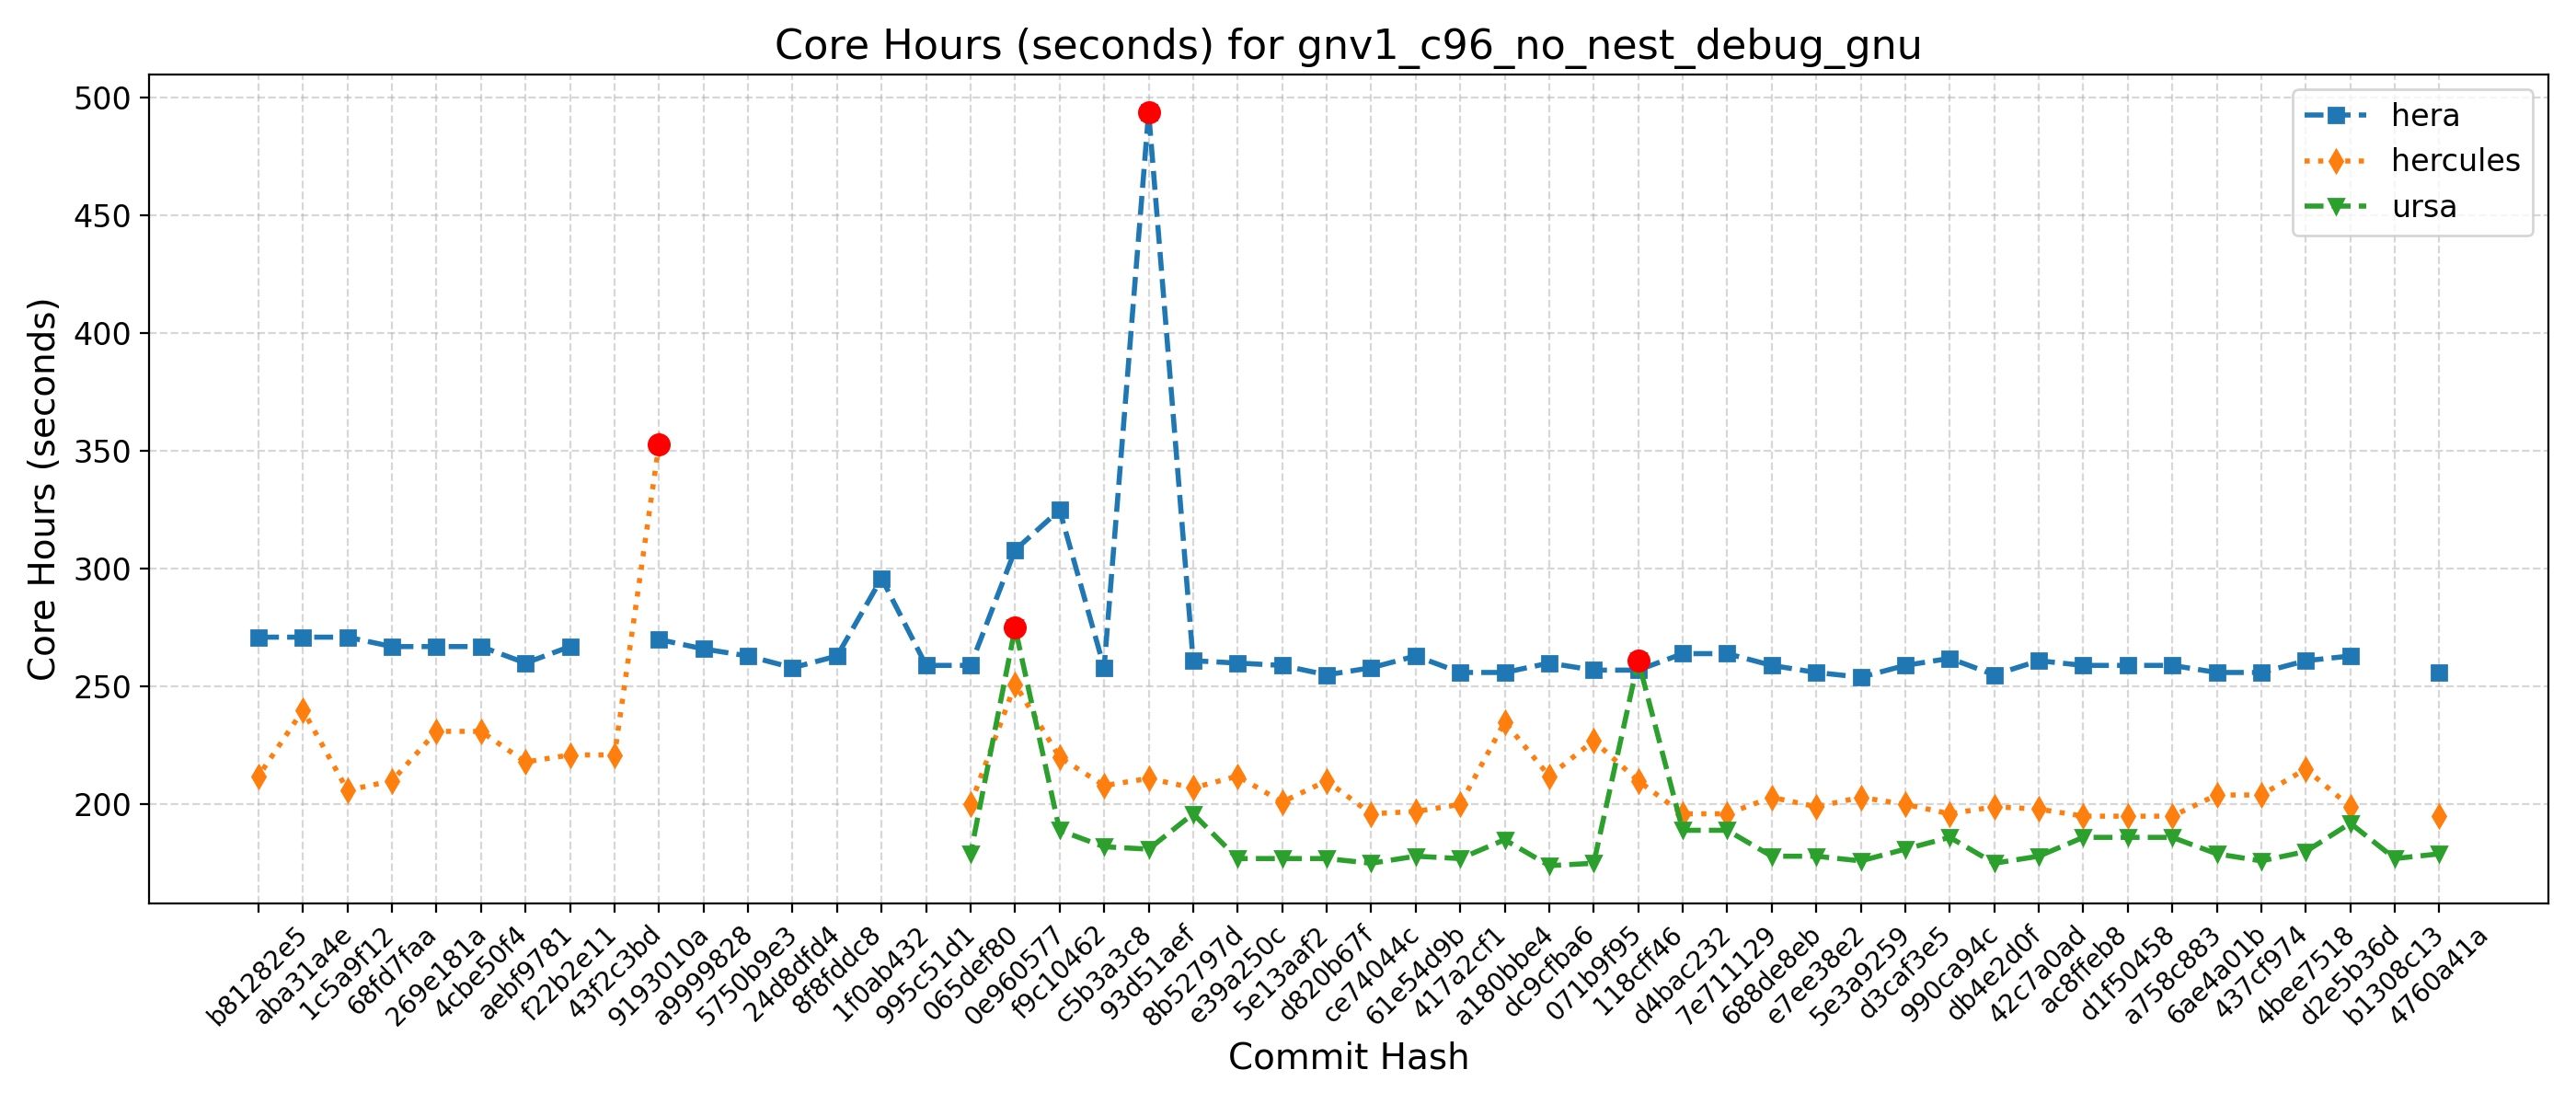 Core Hours (seconds) for gnv1_c96_no_nest_debug_gnu
Core Hours (seconds)
500
450
400
350
300
250
200
hera
hercules
ursa
b81282e5
aba31a4e
1c5a9f12
68fd7faa
269e181a
4cbe50f4
aebf9781
f22b2e11
43f2c3bd
9193010a
a9999828
5750b9e3
24d8dfd4
8f8fddc8
1f0ab432
995c51d1
065def80
0e960577
f9c10462
c5b3a3c8
93d51aef
8b52797d
e39a250c
5e13aaf2
d820b67f
ce74044c
61e54d9b
417a2cf1
a180bbe4
dc9cfba6
071b9f95
118cff46
d4bac232
7e711129
688de8eb
e7ee38e2
5e3a9259
d3caf3e5
990ca94c
db4e2d0f
42c7a0ad
ac8ffeb8
d1f50458
a758c883
6ae4a01b
437cf974
4bee7518
d2e5b36d
b1308c13
4760a41a
Commit Hash